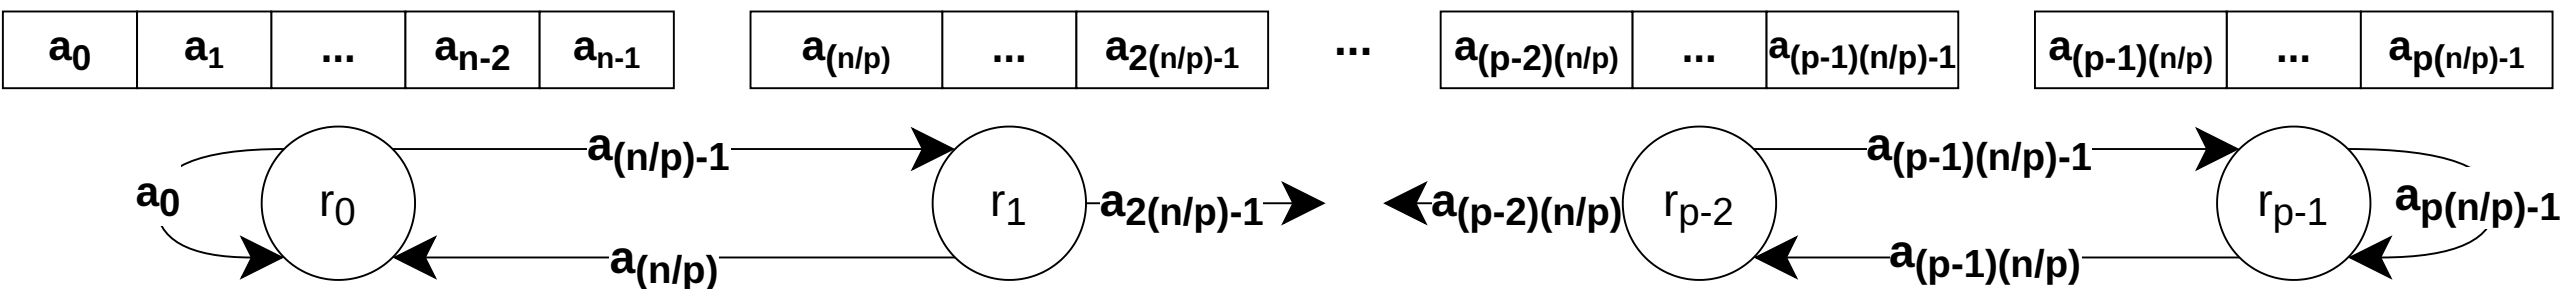 a0 a1 ... an-2 an-1 a(n/p) ... a2(n/p)-1 ... a(p-2)(n/p) ... a(p-1)(n/p)-1 a(p-1)(n/p) ... ap(n/p)-1
a(n/p)-1 a(p-1)(n/p)-1
a0 r0 r1 a2(n/p)-1 a(p-2)(n/p) rp-2 rp-1 ap(n/p)-1
a(n/p) a(p-1)(n/p)